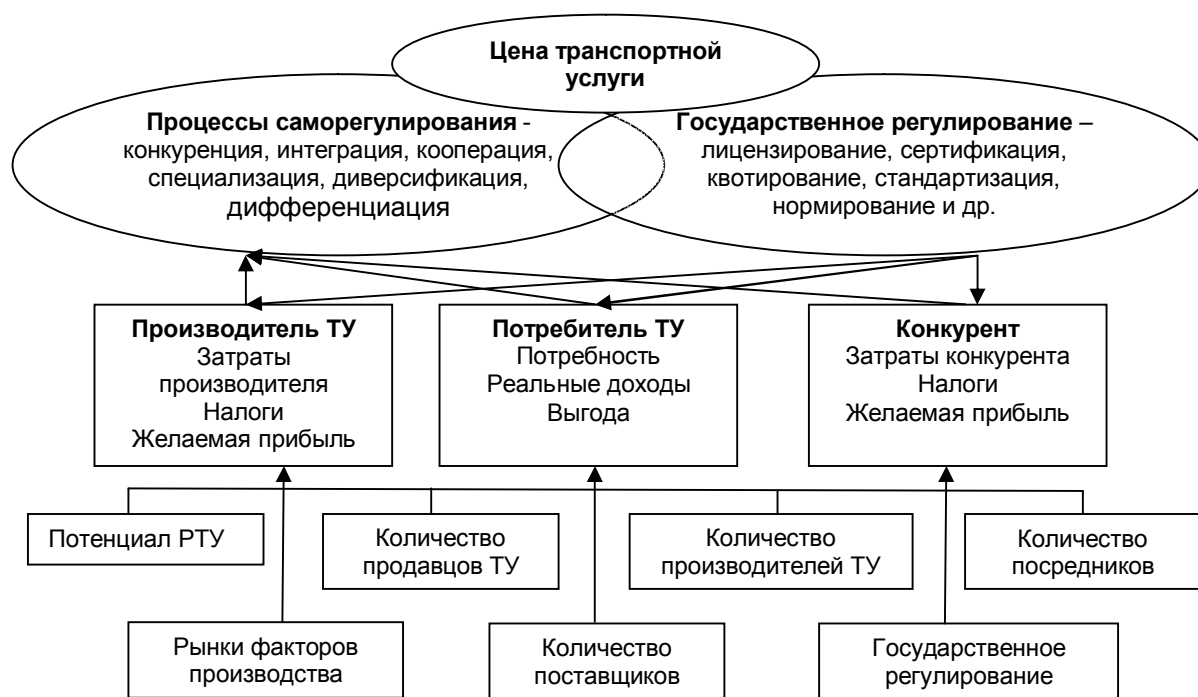 Цена транспортной
услуги
Процессы саморегулирования -
конкуренция, интеграция, кооперация,
специализация, диверсификация,
дифференциация
Государственное регулирование –
лицензирование, сертификация,
квотирование, стандартизация,
нормирование и др.
Производитель ТУ
Затраты
производителя
Налоги
Желаемая прибыль
Потребитель ТУ
Потребность
Реальные доходы
Выгода
Конкурент
Затраты конкурента
Налоги
Желаемая прибыль
Потенциал РТУ
Количество
продавцов ТУ
Количество
производителей ТУ
Количество
посредников
Рынки факторов
производства
Количество
поставщиков
Государственное
регулирование